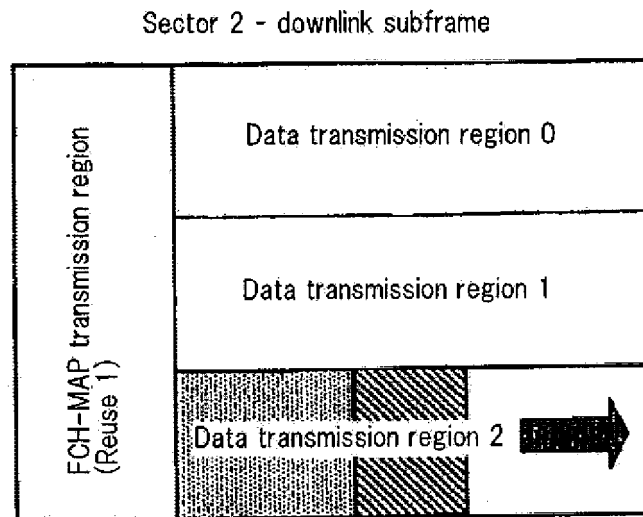 Sector 2 - downlink subframe
FCH-MAP transmission region
(Reuse 1)
Data transmission region 0
Data transmission region 1
Data transmission region 2